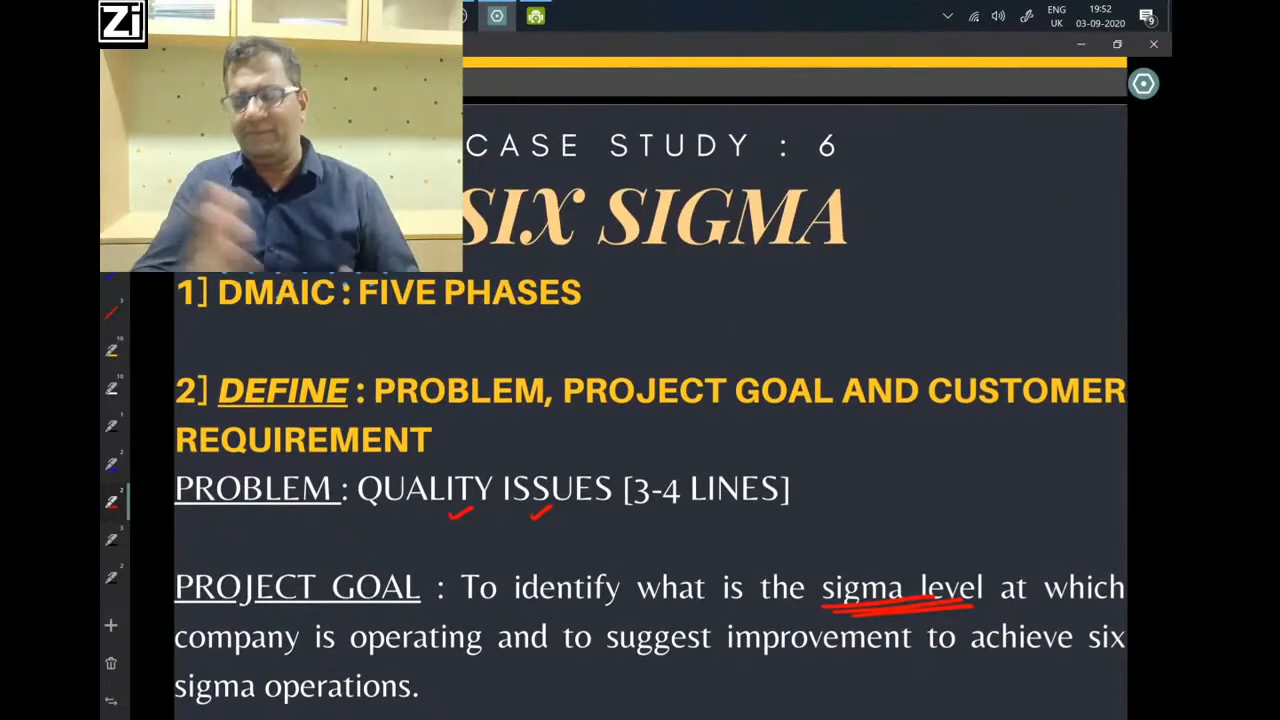 Zi
ENG
19:52
UK
03-09-2020
9
CASE STUDY : 6
SIX SIGMA
1] DMAIC : FIVE PHASES
2] DEFINE : PROBLEM, PROJECT GOAL AND CUSTOMER
REQUIREMENT
PROBLEM : QUALITY ISSUES [3-4 LINES]
PROJECT GOAL : To identify what is the sigma level at which
company is operating and to suggest improvement to achieve six
sigma operations.